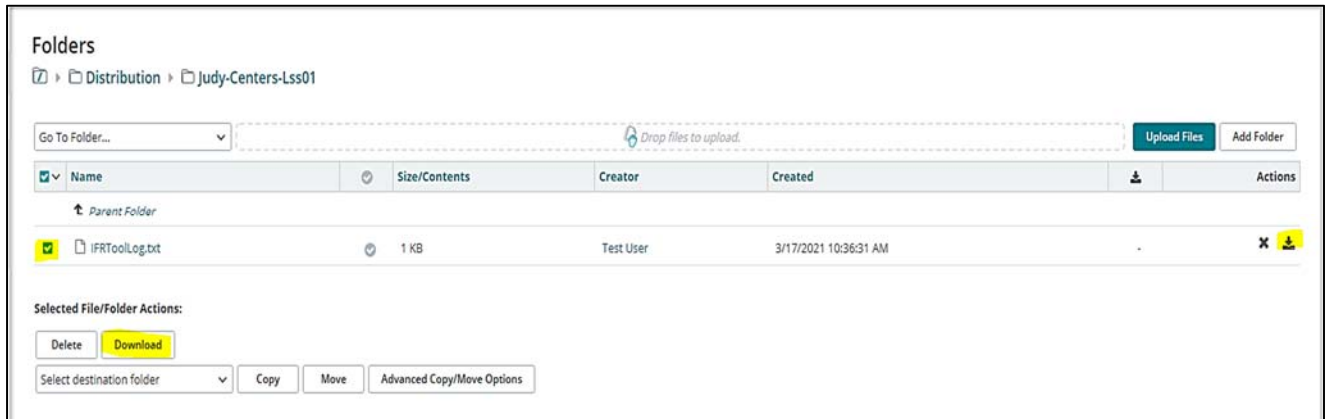 Folders
Distribution Judy-Centers-Lss01
Go To Folder... Drop files to upload. Upload Files Add Folder
Name Size/Contents Creator Created Actions
Parent Folder
IFRToolLog.txt 1 KB Test User 3/17/2021 10:36:31 AM -
Selected File/Folder Actions:
Delete Download
Select destination folder Copy Move Advanced Copy/Move Options